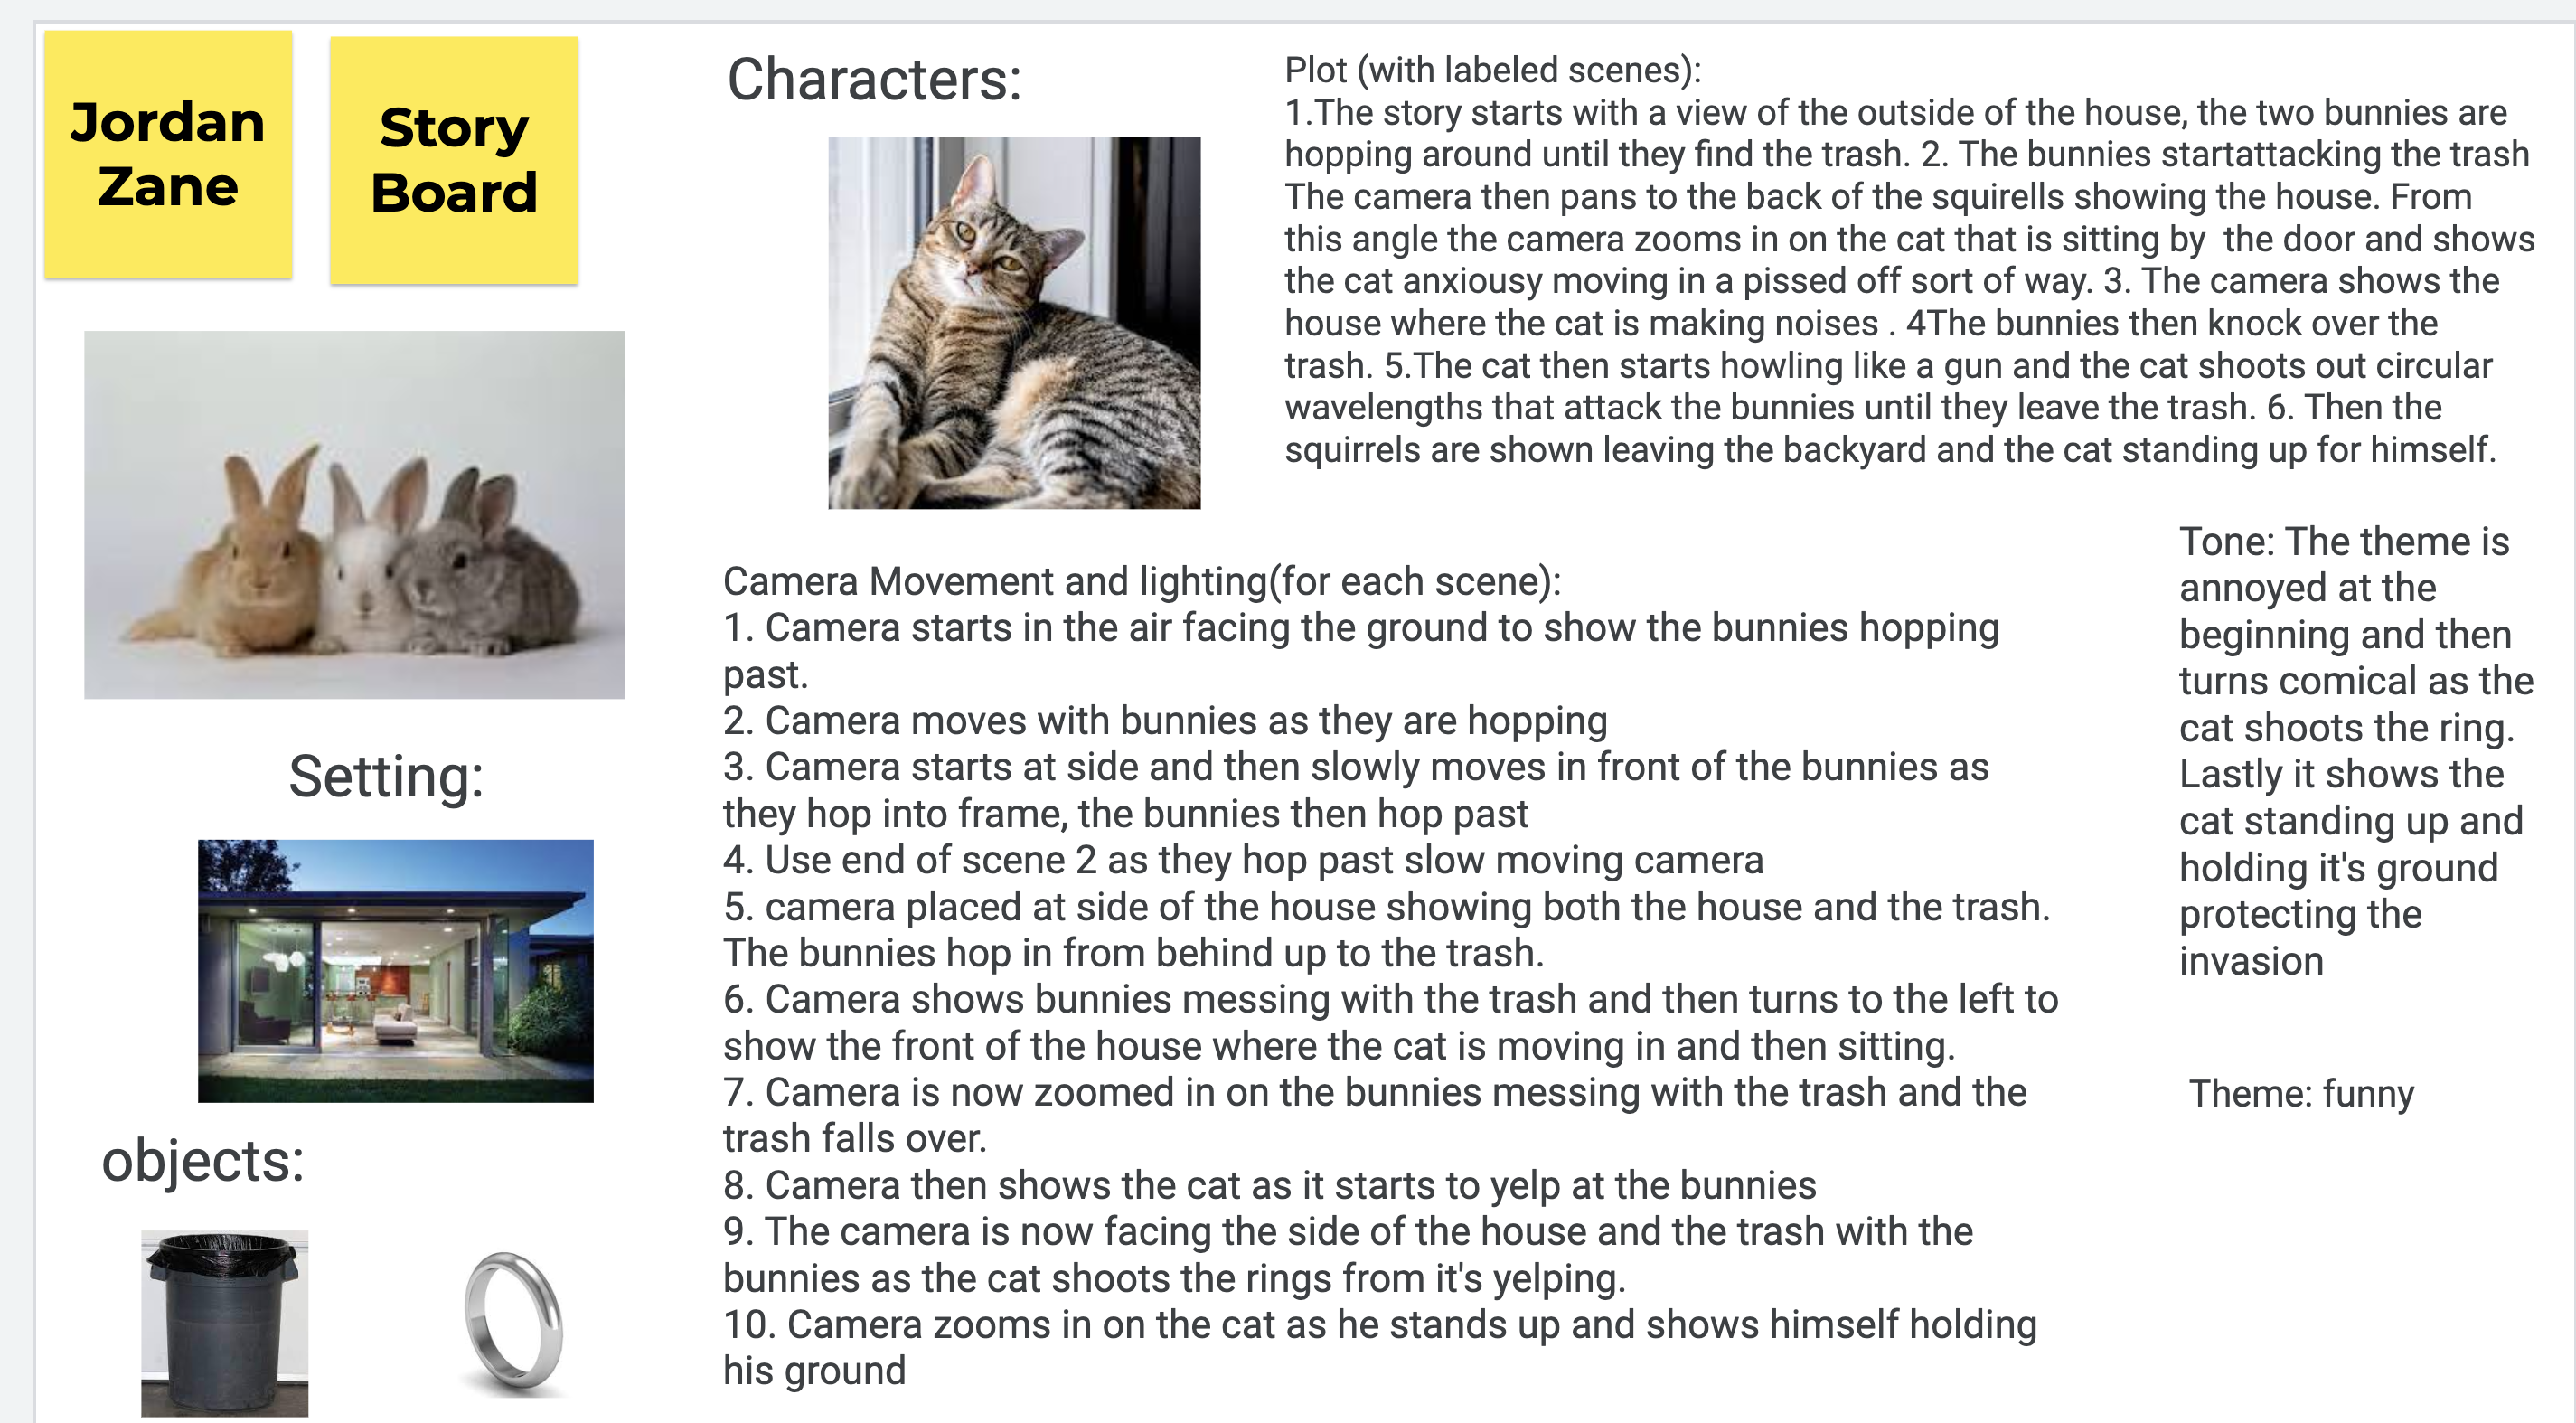 Jordan
Zane
Story
Board
Characters:
Plot (with labeled scenes):
1.The story starts with a view of the outside of the house, the two bunnies are
hopping around until they find the trash. 2. The bunnies startattacking the trash
The camera then pans to the back of the squirells showing the house. From
this angle the camera zooms in on the cat that is sitting by  the door and shows
the cat anxiousy moving in a pissed off sort of way. 3. The camera shows the
house where the cat is making noises . 4The bunnies then knock over the
trash. 5.The cat then starts howling like a gun and the cat shoots out circular
wavelengths that attack the bunnies until they leave the trash. 6. Then the
squirrels are shown leaving the backyard and the cat standing up for himself.
Camera Movement and lighting(for each scene):
1. Camera starts in the air facing the ground to show the bunnies hopping
past.
2. Camera moves with bunnies as they are hopping
3. Camera starts at side and then slowly moves in front of the bunnies as
they hop into frame, the bunnies then hop past
4. Use end of scene 2 as they hop past slow moving camera
5. camera placed at side of the house showing both the house and the trash.
The bunnies hop in from behind up to the trash.
6. Camera shows bunnies messing with the trash and then turns to the left to
show the front of the house where the cat is moving in and then sitting.
7. Camera is now zoomed in on the bunnies messing with the trash and the
trash falls over.
8. Camera then shows the cat as it starts to yelp at the bunnies
9. The camera is now facing the side of the house and the trash with the
bunnies as the cat shoots the rings from it's yelping.
10. Camera zooms in on the cat as he stands up and shows himself holding
his ground
Tone: The theme is
annoyed at the
beginning and then
turns comical as the
cat shoots the ring.
Lastly it shows the
cat standing up and
holding it's ground
protecting the
invasion
Theme: funny
Setting:
objects: